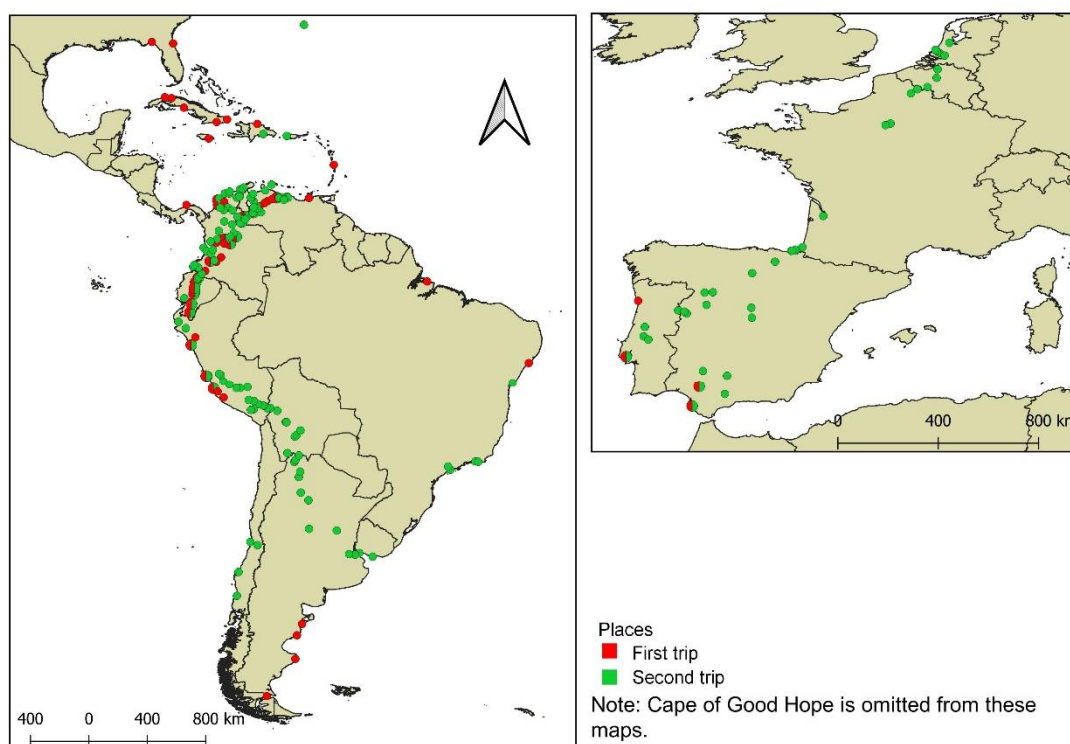 400 0 400 800 km
0 400 800 km
Places
First trip
Second trip
Note: Cape of Good Hope is omitted from these
maps.